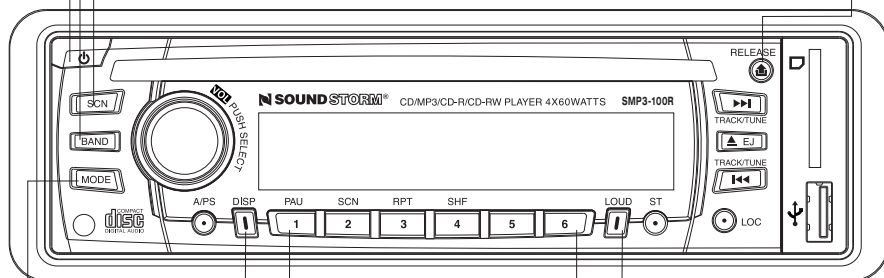 RELEASE
SCN
VOL PUSH SELECT
SOUNDSTORM® CD/MP3/CD-R/CD-RW PLAYER 4X60WATTS SMP3-100R
TRACK/TUNE
BAND
EJ
TRACK/TUNE
MODE
A/PS DISP PAU SCN RPT SHF LOUD ST
1 2 3 4 5 6
COMPACT
disc
DIGITAL AUDIO
LOC